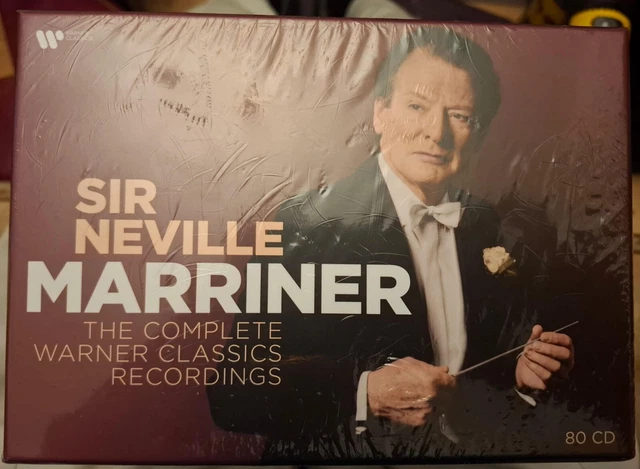 SIR
NEVILLE
MARRINER
THE COMPLETE
WARNER CLASSICS
RECORDINGS
80 CD